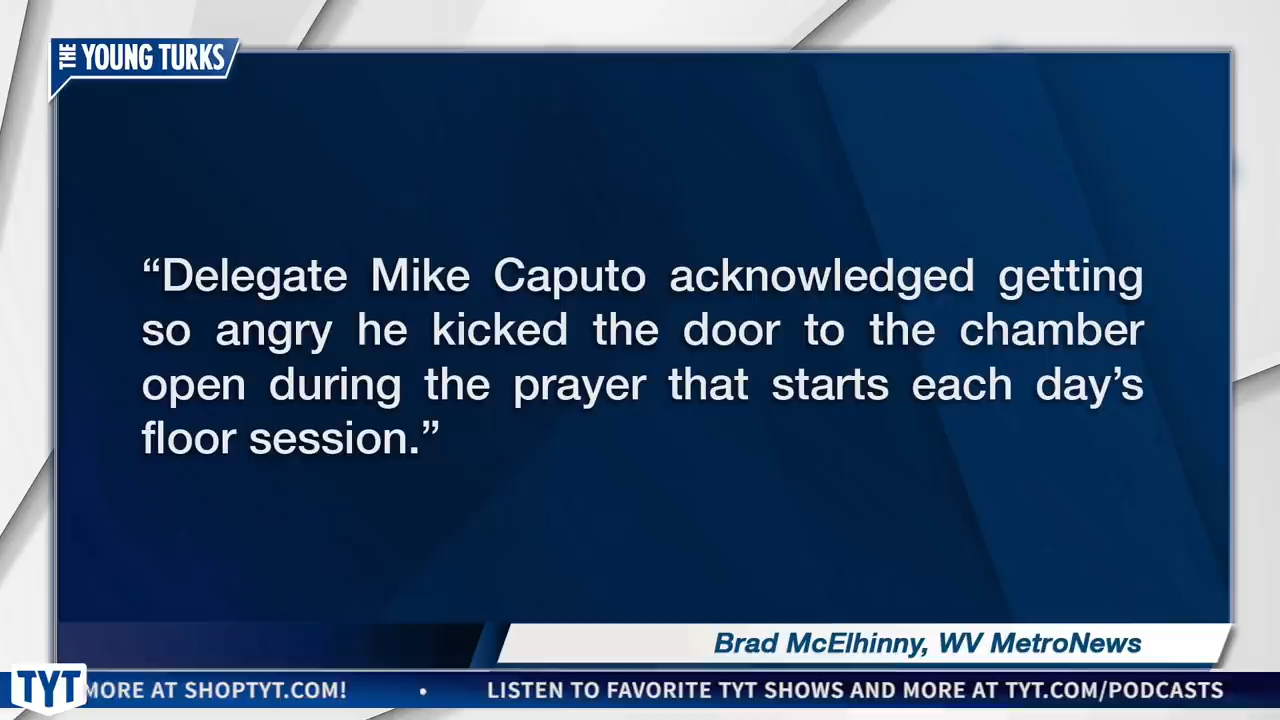 THE YOUNG TURKS
“Delegate Mike Caputo acknowledged getting
so angry he kicked the door to the chamber
open during the prayer that starts each day’s
floor session.”
Brad McElhinny, WV MetroNews
TYT MORE AT SHOPTYT.COM! • LISTEN TO FAVORITE TYT SHOWS AND MORE AT TYT.COM/PODCASTS